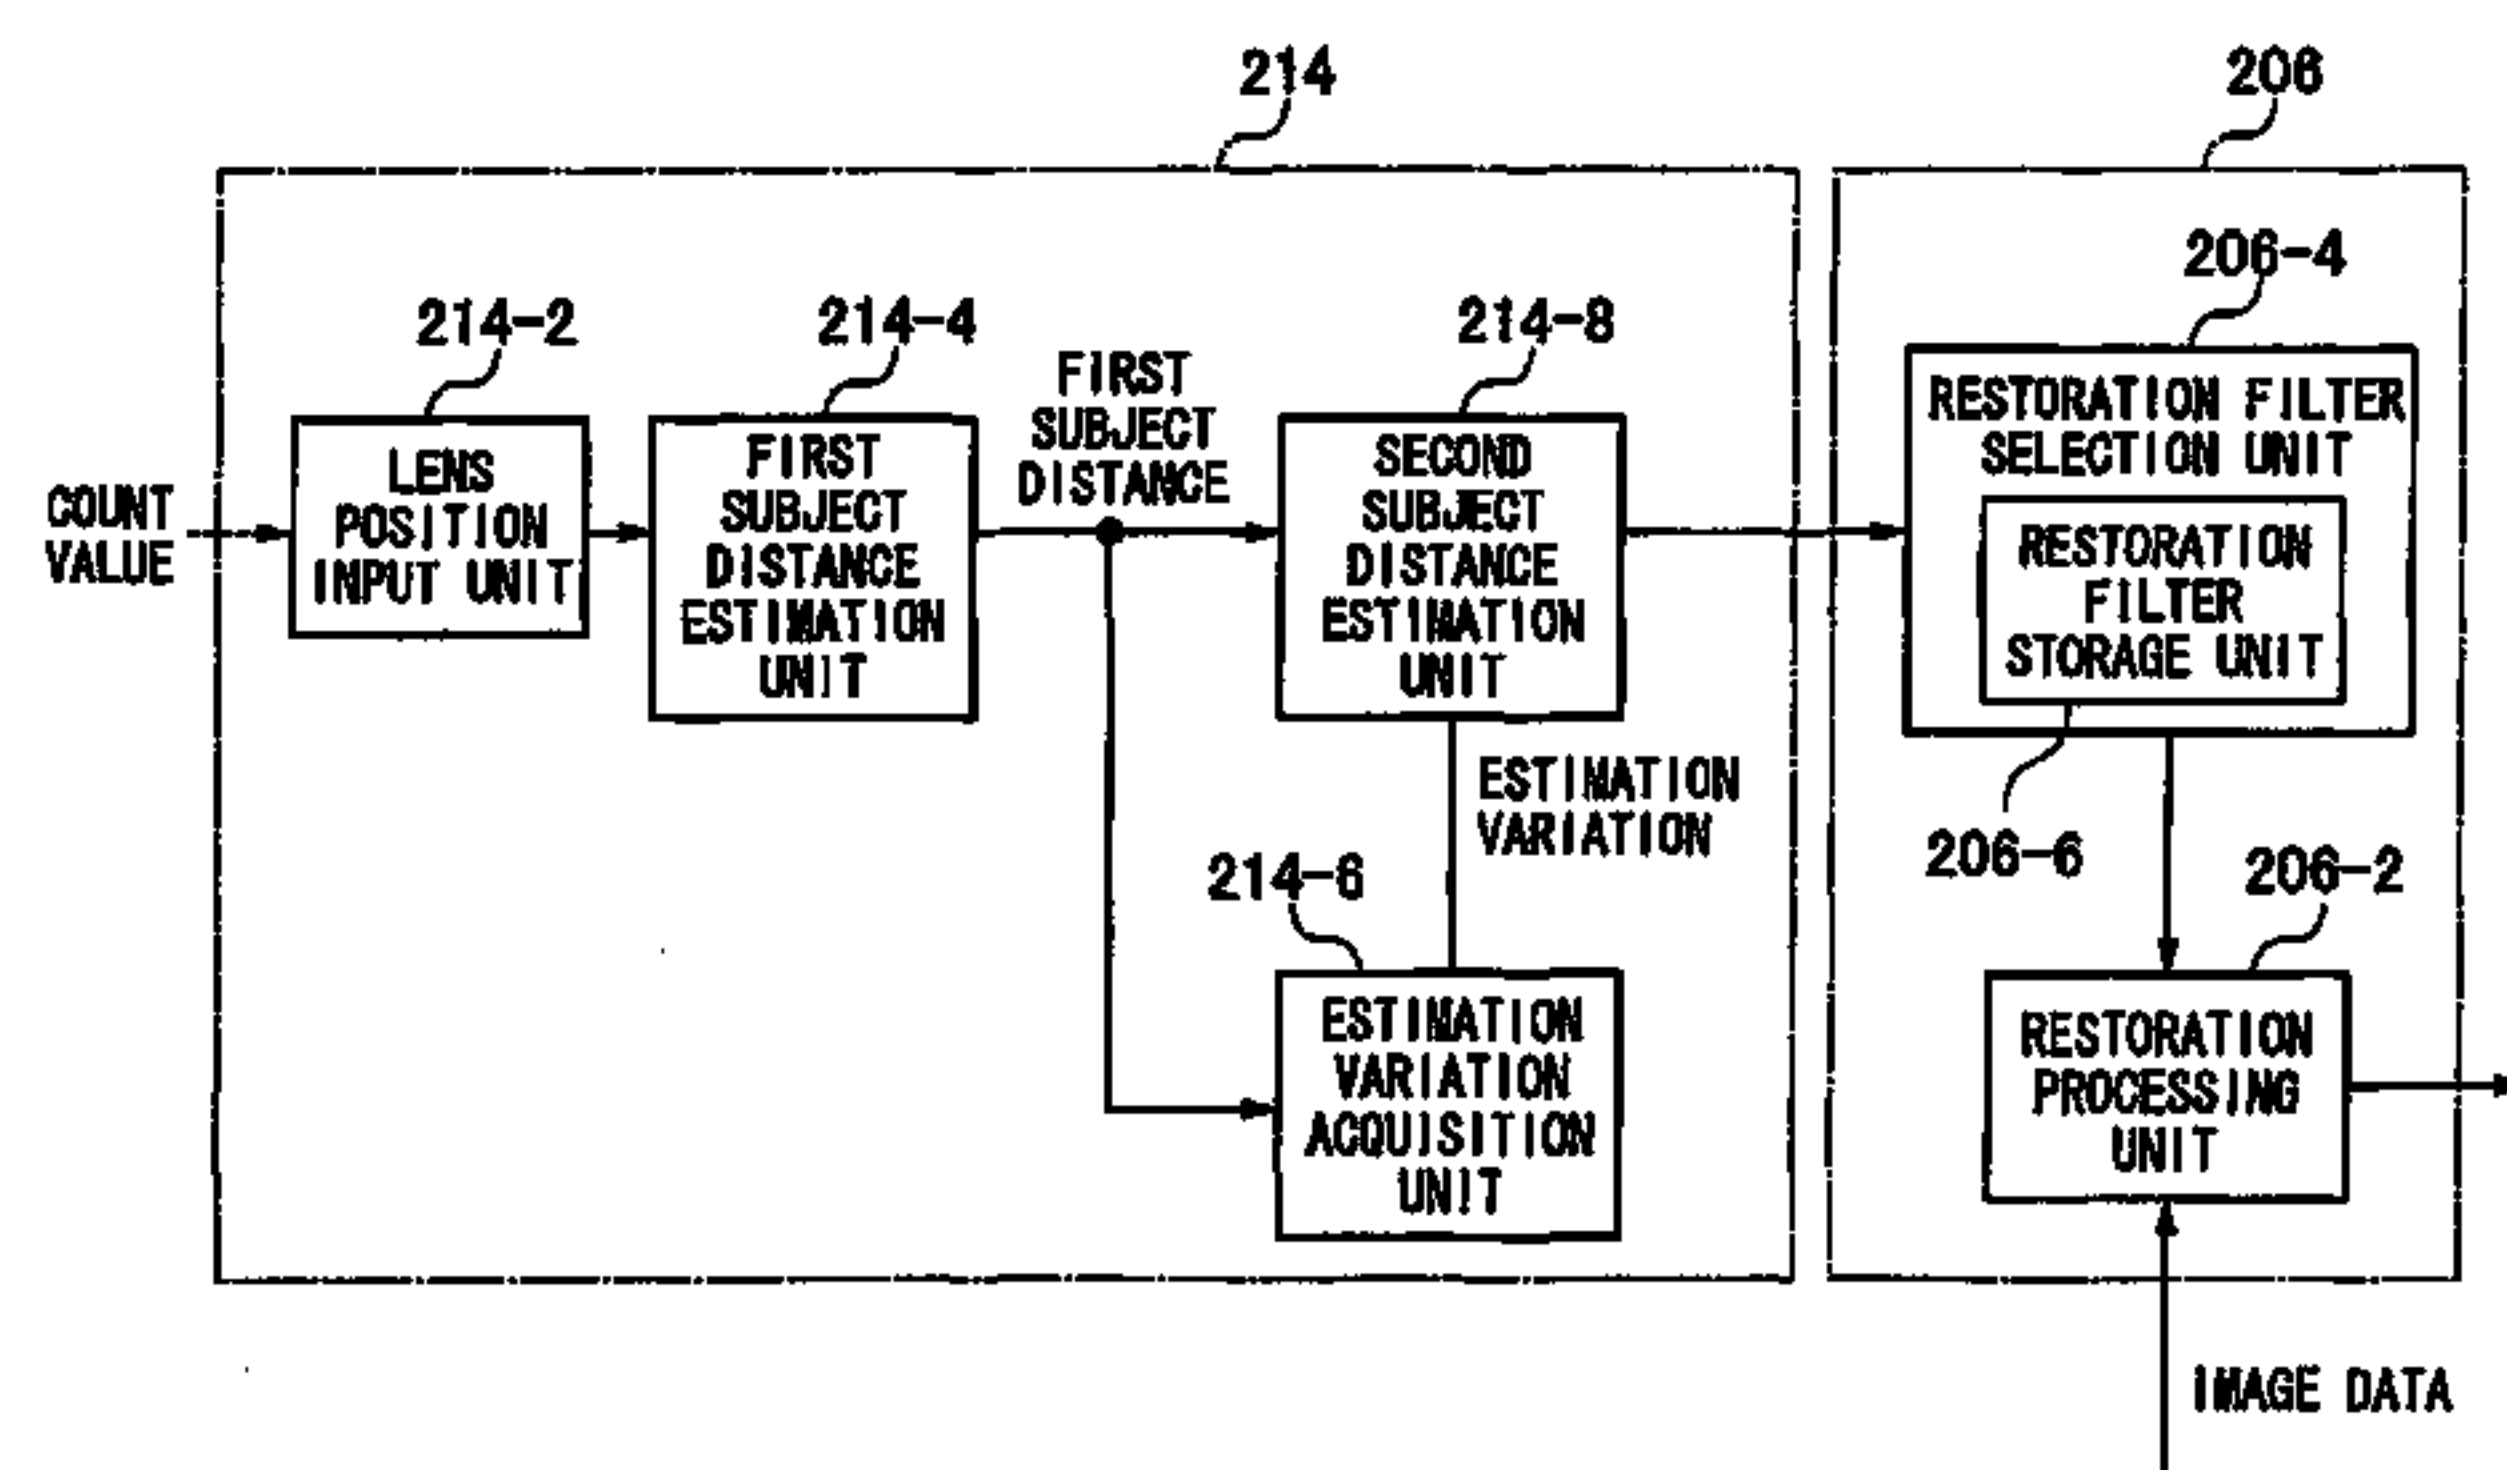 214
206
206-4
214-2
214-4
214-8
FIRST
SUBJECT
DISTANCE
RESTORATION FILTER
SELECTION UNIT
RESTORATION
FILTER
STORAGE UNIT
COUNT
VALUE
LENS
POSITION
INPUT UNIT
FIRST
SUBJECT
DISTANCE
ESTIMATION
UNIT
SECOND
SUBJECT
DISTANCE
ESTIMATION
UNIT
ESTIMATION
VARIATION
206-6
206-2
214-6
ESTIMATION
VARIATION
ACQUISITION
UNIT
RESTORATION
PROCESSING
UNIT
IMAGE DATA